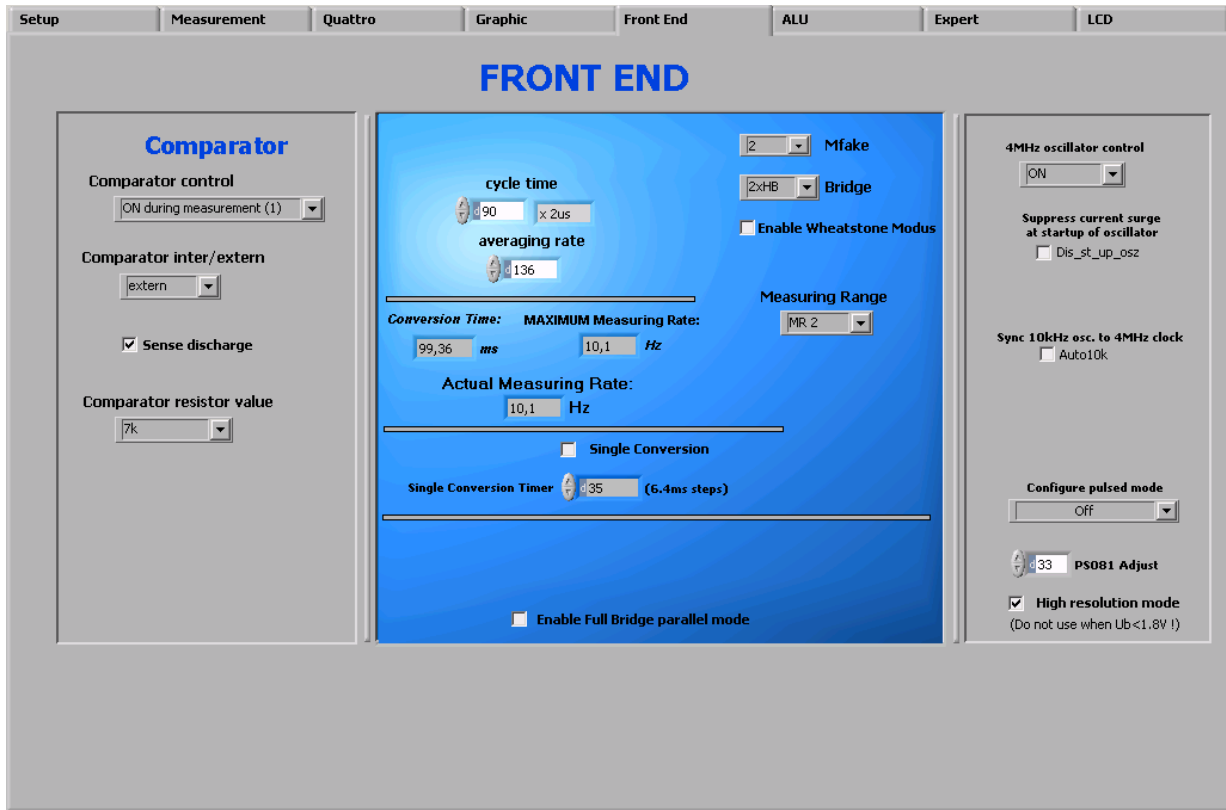 Setup Measurement Quattro Graphic Front End ALU Expert LCD
FRONT END
Comparator
Comparator control
ON during measurement (1)
Comparator inter/extern
extern
Sense discharge
Comparator resistor value
7k
cycle time
d 90 x 2us
averaging rate
d 136
2 Mfake
2xHB Bridge
Enable Wheatstone Modus
Measuring Range
MR 2
Conversion Time: MAXIMUM Measuring Rate:
99,36 ms 10,1 Hz
Actual Measuring Rate:
10,1 Hz
Single Conversion
Single Conversion Timer d 35 (6.4ms steps)
Enable Full Bridge parallel mode
4MHz oscillator control
ON
Suppress current surge
at startup of oscillator
Dis_st_up_osz
Sync 10kHz osc. to 4MHz clock
Auto10k
Configure pulsed mode
Off
d 33 PS081 Adjust
High resolution mode
(Do not use when Ub<1.8V !)